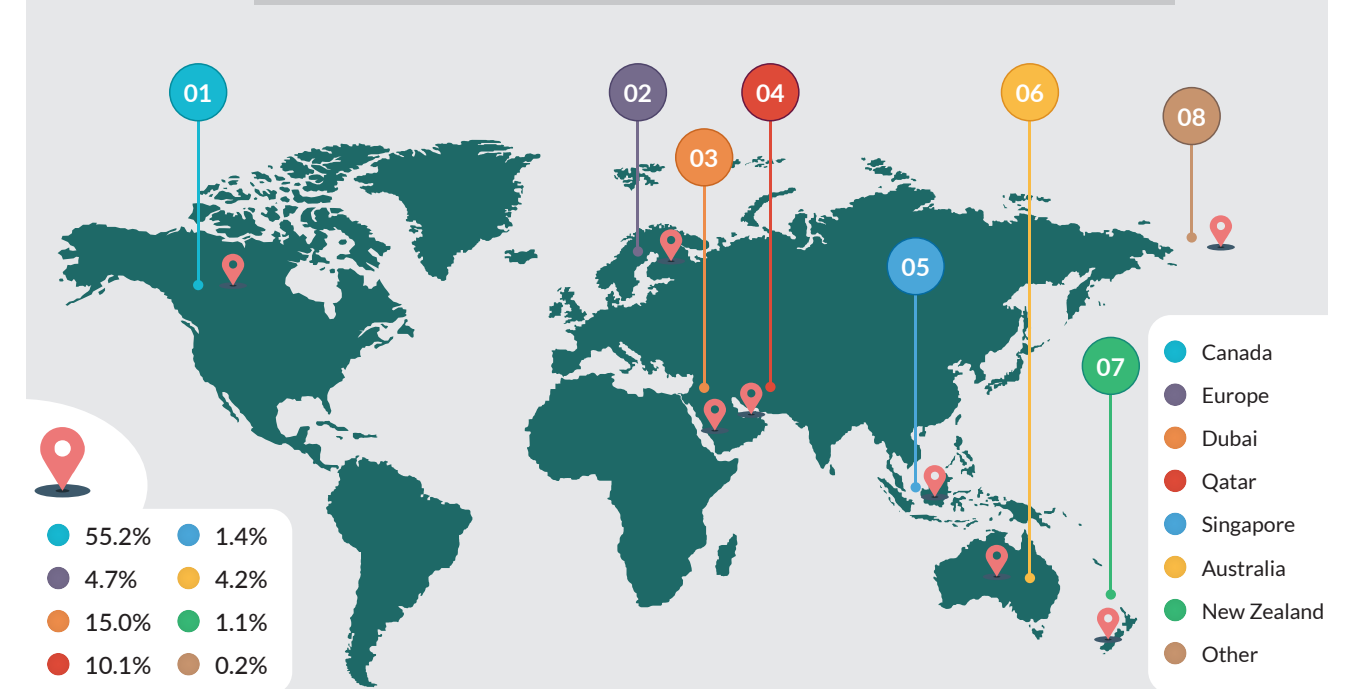 01
02
04
06
08
03
05
07
Canada
Europe
Dubai
Qatar
Singapore
Australia
New Zealand
Other
55.2% 1.4%
4.7% 4.2%
15.0% 1.1%
10.1% 0.2%